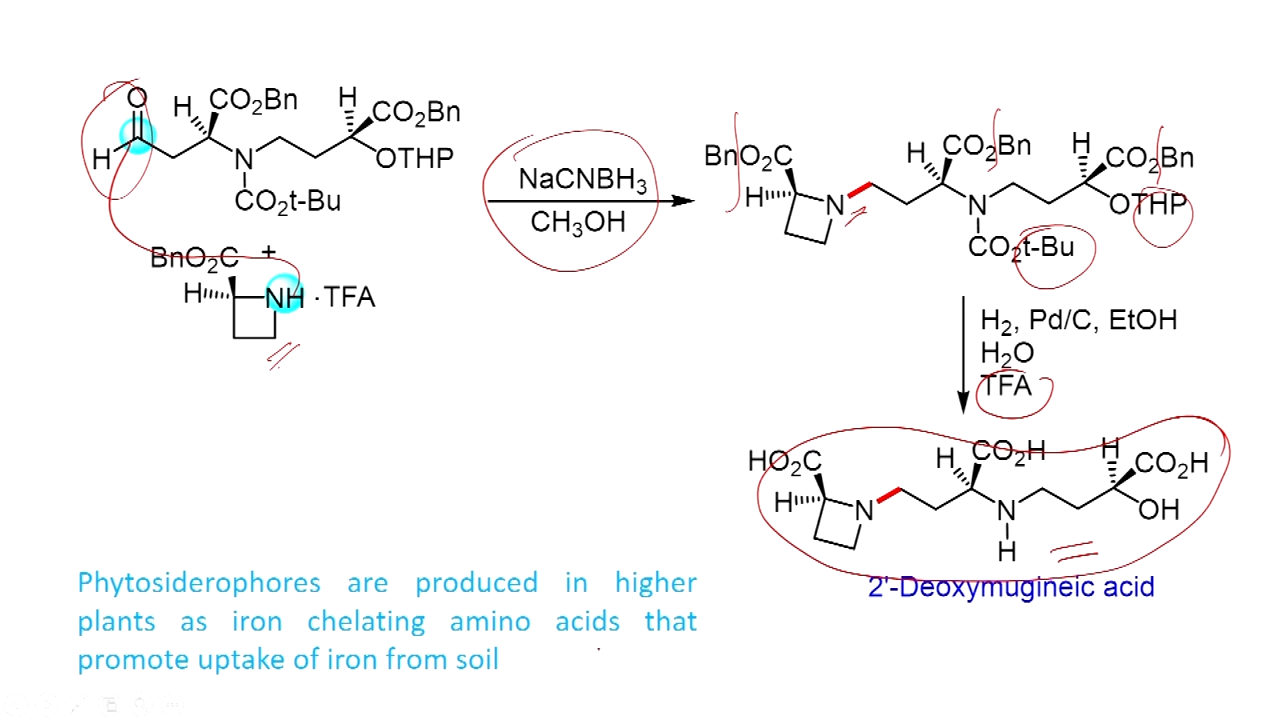 O
H
CO₂Bn
H
CO₂Bn
H
N
OTHP
CO₂t-Bu
+
BnO₂C
H
NH · TFA
NaCNBH₃
CH₃OH
BnO₂C
H
N
H
CO₂Bn
N
CO₂t-Bu
H
CO₂Bn
OTHP
H₂, Pd/C, EtOH
H₂O
TFA
HO₂C
H
N
H
CO₂H
N
H
H
CO₂H
OH
2'-Deoxymugineic acid
Phytosiderophores are produced in higher
plants as iron chelating amino acids that
promote uptake of iron from soil